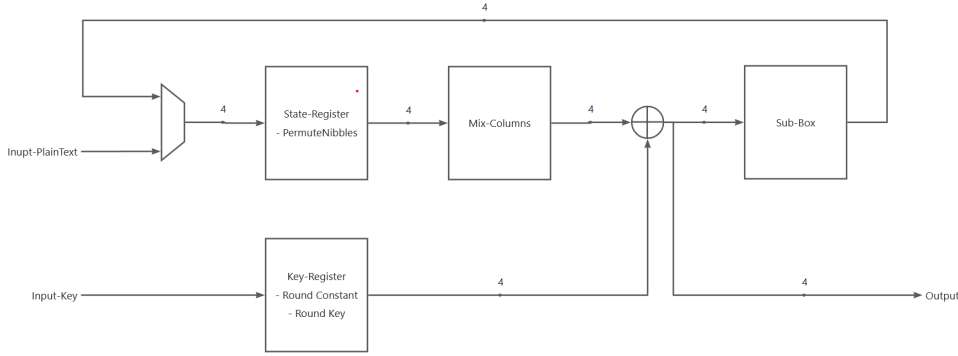 4
4
State-Register
- PermuteNibbles
4
Mix-Columns
4
4
Sub-Box
Inupt-PlainText
Input-Key
Key-Register
- Round Constant
- Round Key
4
4
Output